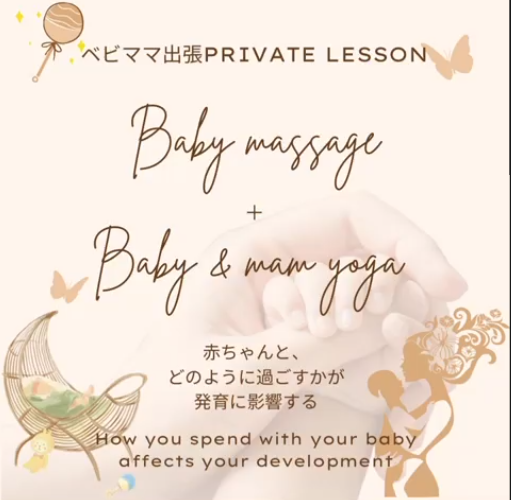 ベビママ出張PRIVATE LESSON
Baby massage
+
Baby & mam yoga
赤ちゃんと、
どのように過ごすかが
発育に影響する
How you spend with your baby
affects your development